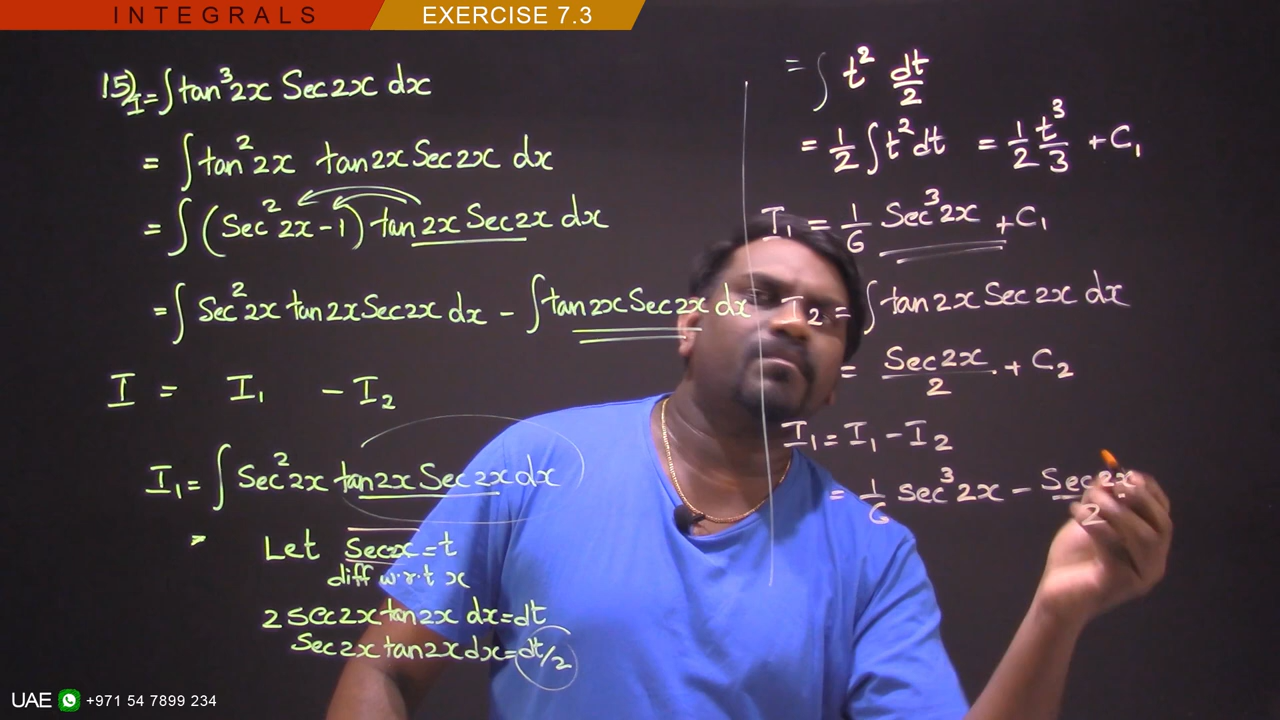 INTEGRALS
EXERCISE 7.3
15) I = ∫tan³2x Sec2x dx
= ∫tan²2x tan2x Sec2x dx
= ∫(Sec²2x-1) tan2x Sec2x dx
= ∫Sec²2x tan2x Sec2x dx - ∫tan2x Sec2x dx
I = I₁ - I₂
I₁ = ∫Sec²2x tan2x Sec2x dx
Let Sec2x = t
diff w.r.t x
2 Sec2x tan2x dx = dt
Sec2x tan2x dx = dt/2
= ∫t² dt/2
= 1/2 ∫t² dt = 1/2 t³/3 + C₁
I₁ = 1/6 Sec³2x + C₁
I₂ = ∫tan2x Sec2x dx
= Sec2x/2 + C₂
I₁ = I₁ - I₂
= 1/6 sec³2x - Sec2x/2
UAE +971 54 7899 234